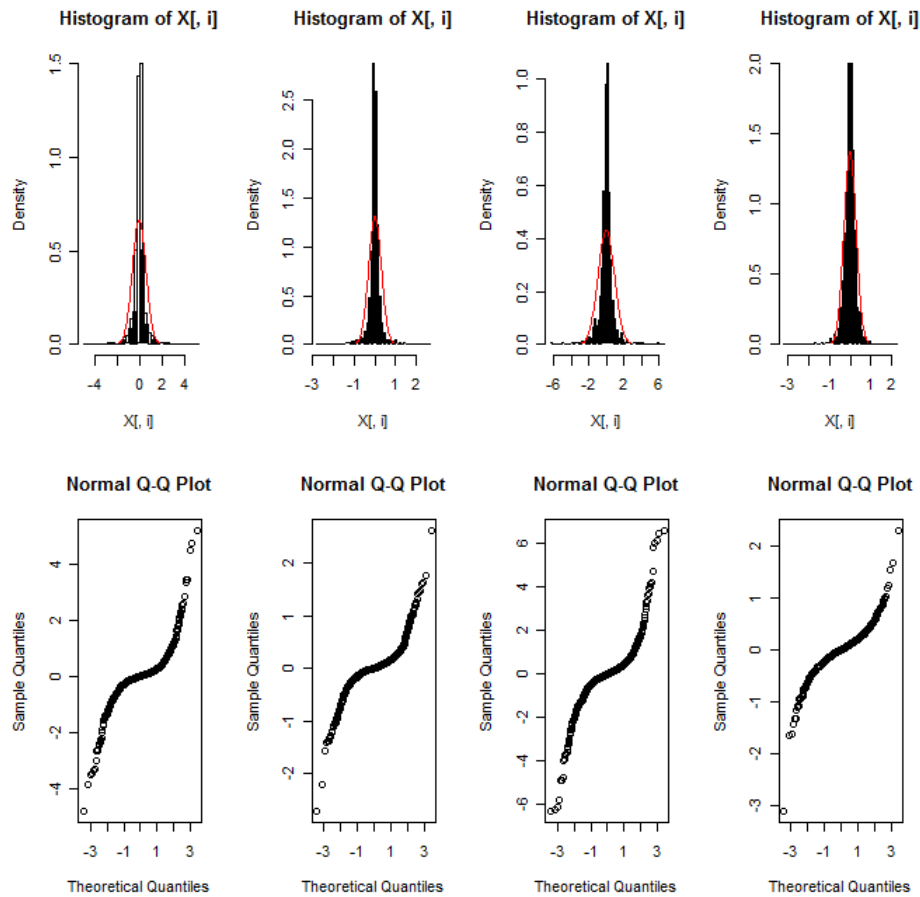 Histogram of X[, i]
Density
0.0 0.5 1.0 1.5
-4 -2 0 2 4
X[, i]
Histogram of X[, i]
Density
0.0 0.5 1.0 1.5 2.0 2.5
-3 -1 0 1 2
X[, i]
Histogram of X[, i]
Density
0.0 0.2 0.4 0.6 0.8 1.0
-6 -2 0 2 4 6
X[, i]
Histogram of X[, i]
Density
0.0 0.5 1.0 1.5 2.0
-3 -1 0 1 2
X[, i]
Normal Q-Q Plot
Sample Quantiles
-4 -2 0 2 4
-3 -1 1 3
Theoretical Quantiles
Normal Q-Q Plot
Sample Quantiles
-2 -1 0 1 2
-3 -1 1 3
Theoretical Quantiles
Normal Q-Q Plot
Sample Quantiles
-6 -4 -2 0 2 4 6
-3 -1 1 3
Theoretical Quantiles
Normal Q-Q Plot
Sample Quantiles
-3 -2 -1 0 1 2
-3 -1 1 3
Theoretical Quantiles